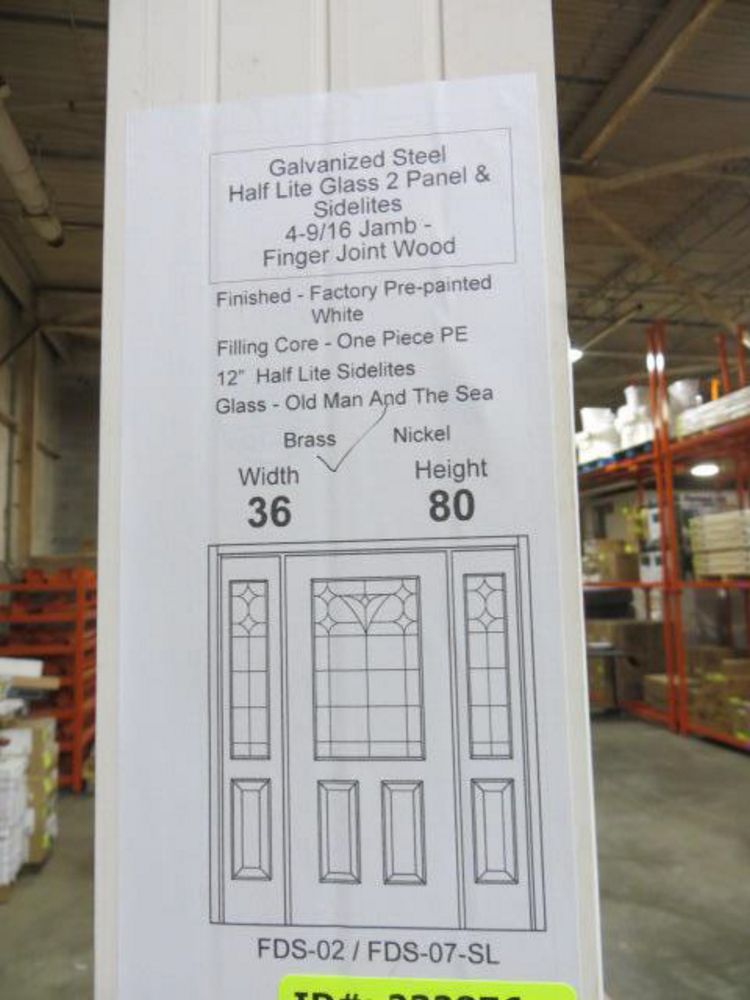 Galvanized Steel
Half Lite Glass 2 Panel &
Sidelites
4-9/16 Jamb -
Finger Joint Wood
Finished - Factory Pre-painted
White
Filling Core - One Piece PE
12" Half Lite Sidelites
Glass - Old Man And The Sea
Brass Nickel
Width Height
36 80
FDS-02 / FDS-07-SL
ID#: